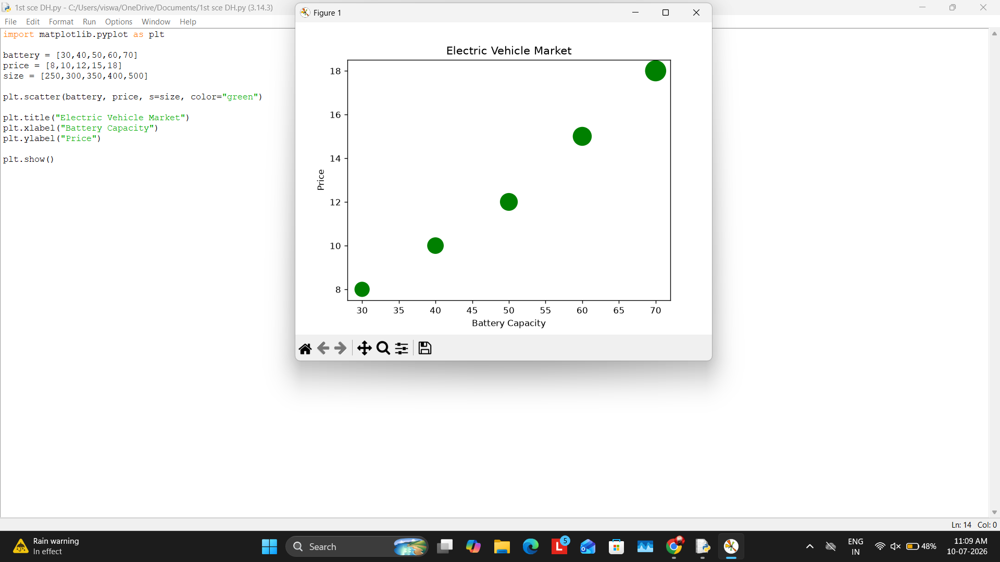 1st sce DH.py - C:/Users/viswa/OneDrive/Documents/1st sce DH.py (3.14.3)
File Edit Format Run Options Window Help
import matplotlib.pyplot as plt
battery = [30,40,50,60,70]
price = [8,10,12,15,18]
size = [250,300,350,400,500]
plt.scatter(battery, price, s=size, color="green")
plt.title("Electric Vehicle Market")
plt.xlabel("Battery Capacity")
plt.ylabel("Price")
plt.show()
Figure 1
Electric Vehicle Market
18
16
14
12
10
8
Price
30 35 40 45 50 55 60 65 70
Battery Capacity
Ln: 14 Col: 0
Rain warning
In effect
Search
L
5
ENG
IN
48%
11:09 AM
10-07-2026